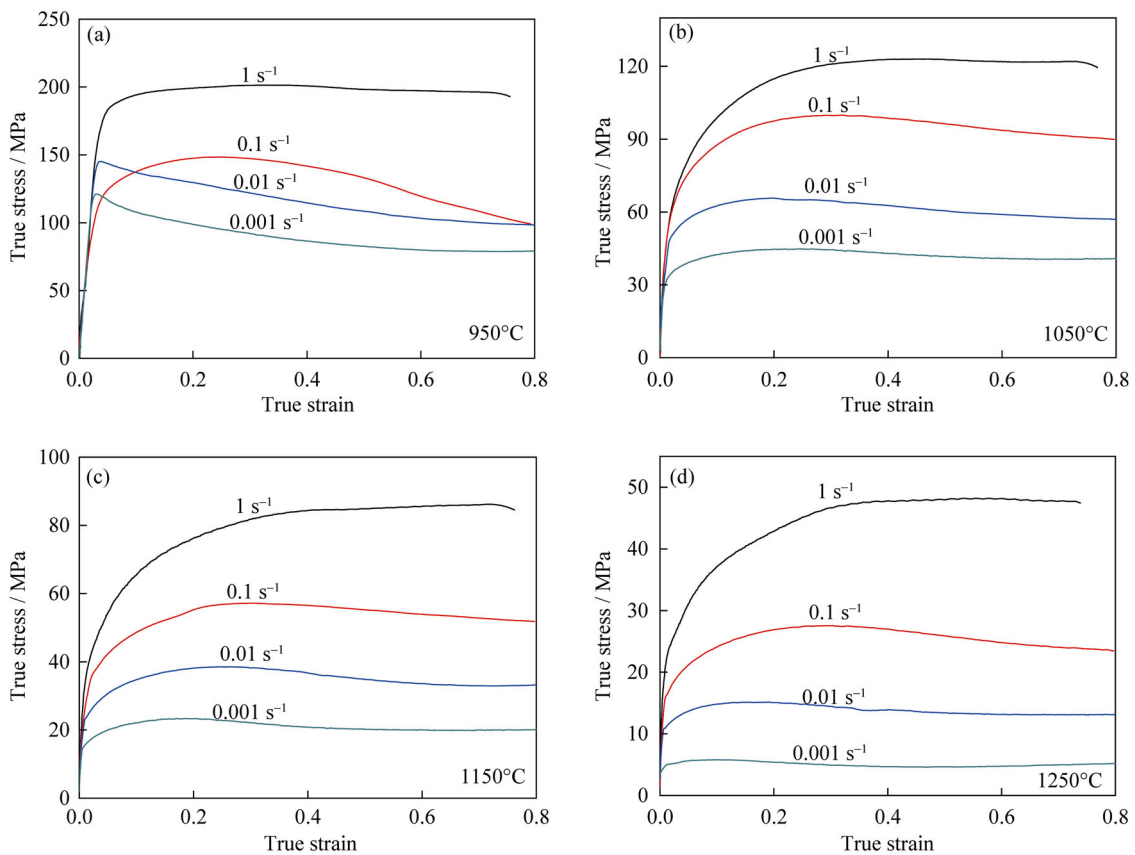 (a)
250
200
150
100
50
0
True stress / MPa
1 s⁻¹
0.1 s⁻¹
0.01 s⁻¹
0.001 s⁻¹
950°C
0.0 0.2 0.4 0.6 0.8
True strain
(b)
120
90
60
30
0
True stress / MPa
1 s⁻¹
0.1 s⁻¹
0.01 s⁻¹
0.001 s⁻¹
1050°C
0.0 0.2 0.4 0.6 0.8
True strain
(c)
100
80
60
40
20
0
True stress / MPa
1 s⁻¹
0.1 s⁻¹
0.01 s⁻¹
0.001 s⁻¹
1150°C
0.0 0.2 0.4 0.6 0.8
True strain
(d)
50
40
30
20
10
0
True stress / MPa
1 s⁻¹
0.1 s⁻¹
0.01 s⁻¹
0.001 s⁻¹
1250°C
0.0 0.2 0.4 0.6 0.8
True strain